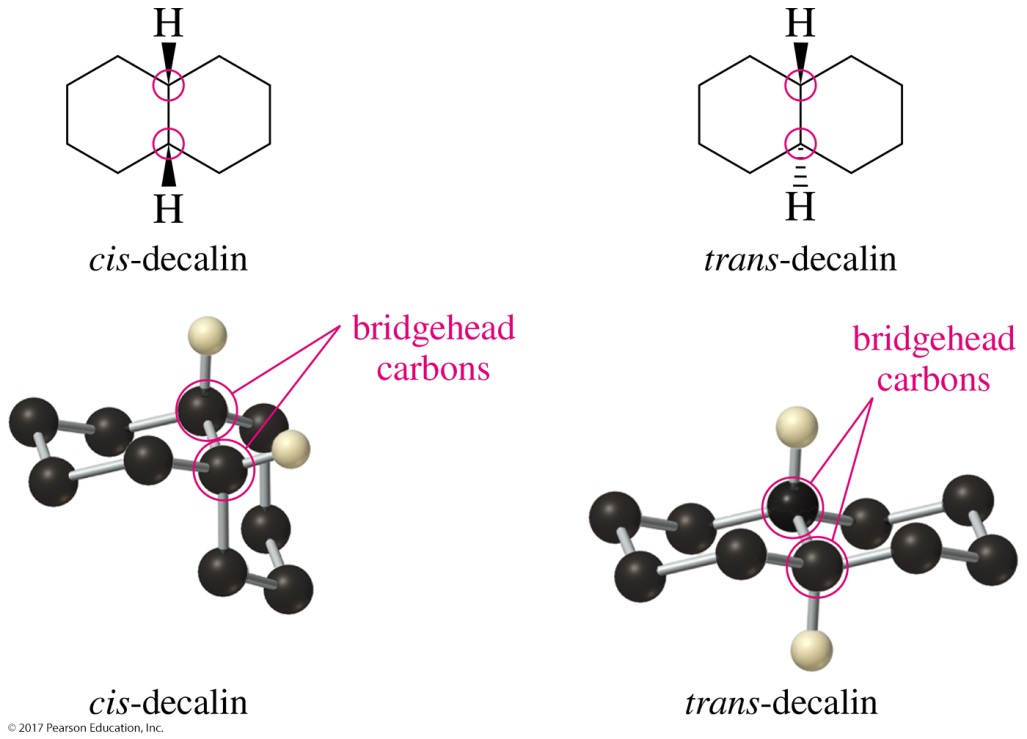 H
H
H
H
cis-decalin
trans-decalin
bridgehead
carbons
bridgehead
carbons
cis-decalin
trans-decalin
© 2017 Pearson Education, Inc.